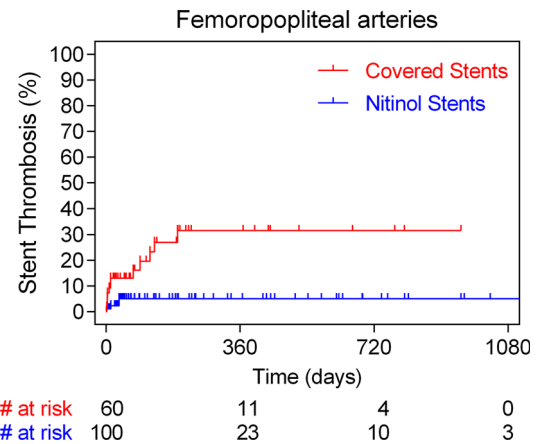 Femoropopliteal arteries
Stent Thrombosis (%)
100
90
80
70
60
50
40
30
20
10
0
Covered Stents
Nitinol Stents
0 360 720 1080
Time (days)
# at risk 60 11 4 0
# at risk 100 23 10 3